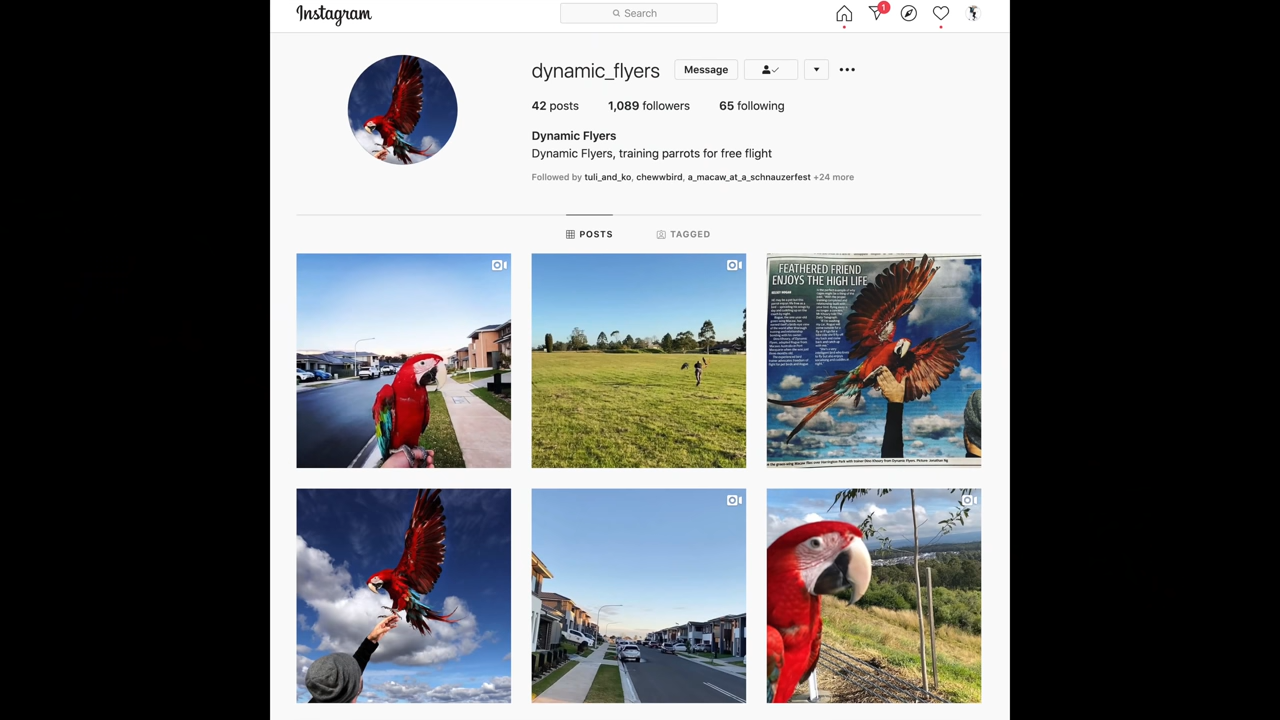 Instagram
Search
1
dynamic_flyers
Message
42 posts 1,089 followers 65 following
Dynamic Flyers
Dynamic Flyers, training parrots for free flight
Followed by tuli_and_ko, chewwbird, a_macaw_at_a_schnauzerfest +24 more
POSTS TAGGED
FEATHERED FRIEND
ENJOYS THE HIGH LIFE